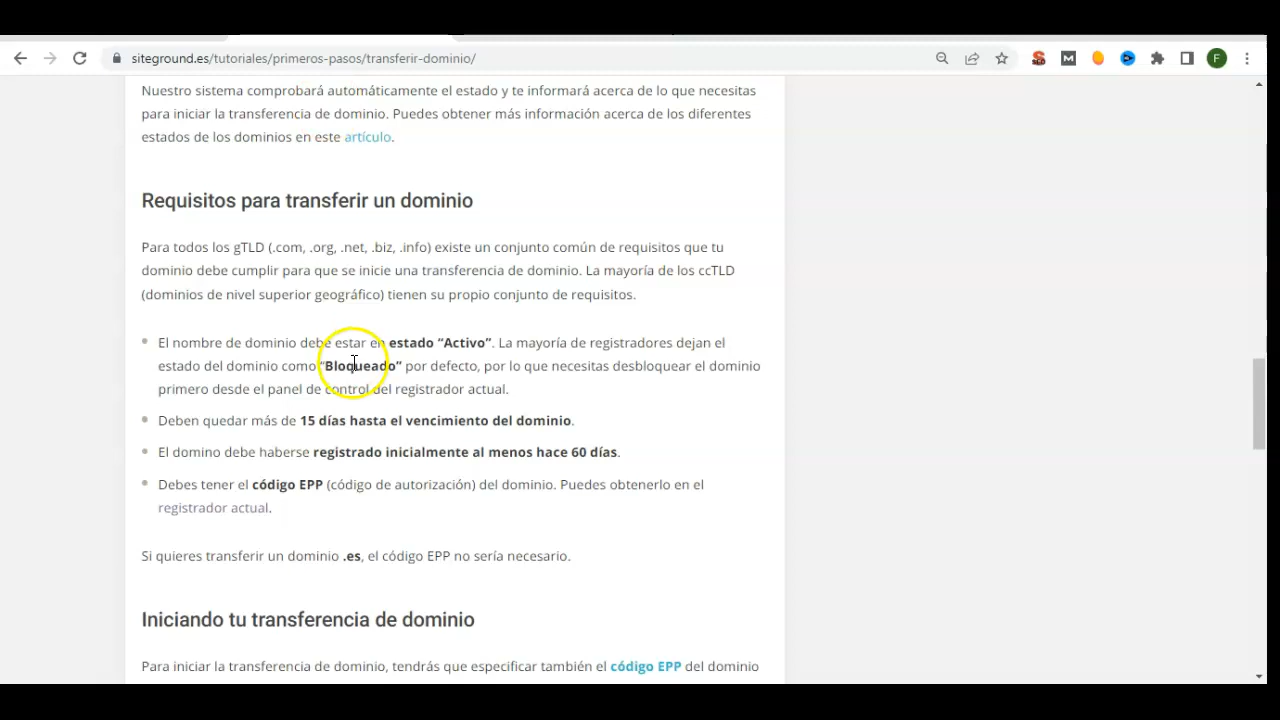 siteground.es/tutoriales/primeros-pasos/transferir-dominio/
F
Nuestro sistema comprobará automáticamente el estado y te informará acerca de lo que necesitas
para iniciar la transferencia de dominio. Puedes obtener más información acerca de los diferentes
estados de los dominios en este artículo.
Requisitos para transferir un dominio
Para todos los gTLD (.com, .org, .net, .biz, .info) existe un conjunto común de requisitos que tu
dominio debe cumplir para que se inicie una transferencia de dominio. La mayoría de los ccTLD
(dominios de nivel superior geográfico) tienen su propio conjunto de requisitos.
El nombre de dominio debe estar en estado “Activo”. La mayoría de registradores dejan el
estado del dominio como “Bloqueado” por defecto, por lo que necesitas desbloquear el dominio
primero desde el panel de control del registrador actual.
Deben quedar más de 15 días hasta el vencimiento del dominio.
El domino debe haberse registrado inicialmente al menos hace 60 días.
Debes tener el código EPP (código de autorización) del dominio. Puedes obtenerlo en el
registrador actual.
Si quieres transferir un dominio .es, el código EPP no sería necesario.
Iniciando tu transferencia de dominio
Para iniciar la transferencia de dominio, tendrás que especificar también el código EPP del dominio